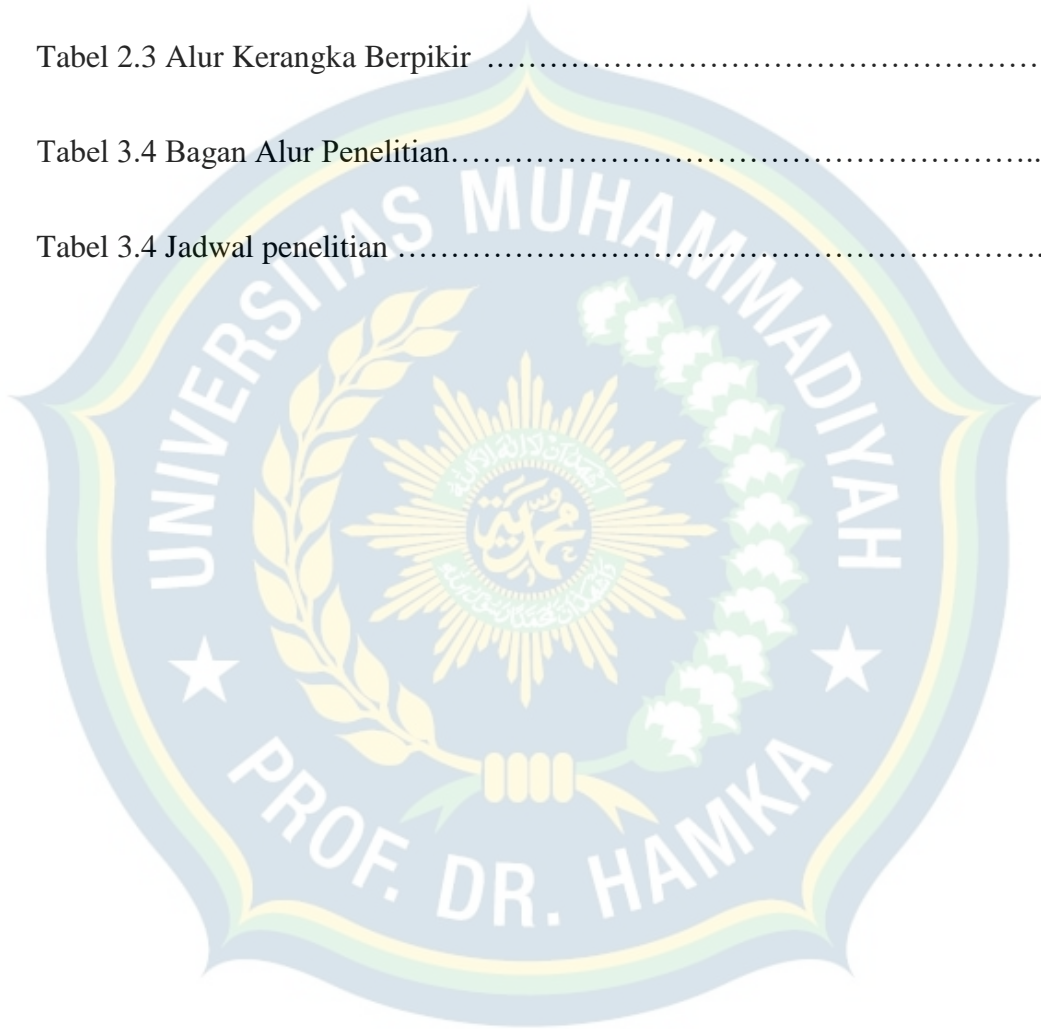 Tabel 2.3 Alur Kerangka Berpikir ……………………………………………
Tabel 3.4 Bagan Alur Penelitian………………………………………………..
Tabel 3.4 Jadwal penelitian …………………………………………………….
UNIVERSITAS MUHAMMADIYAH
PROF. DR. HAMKA